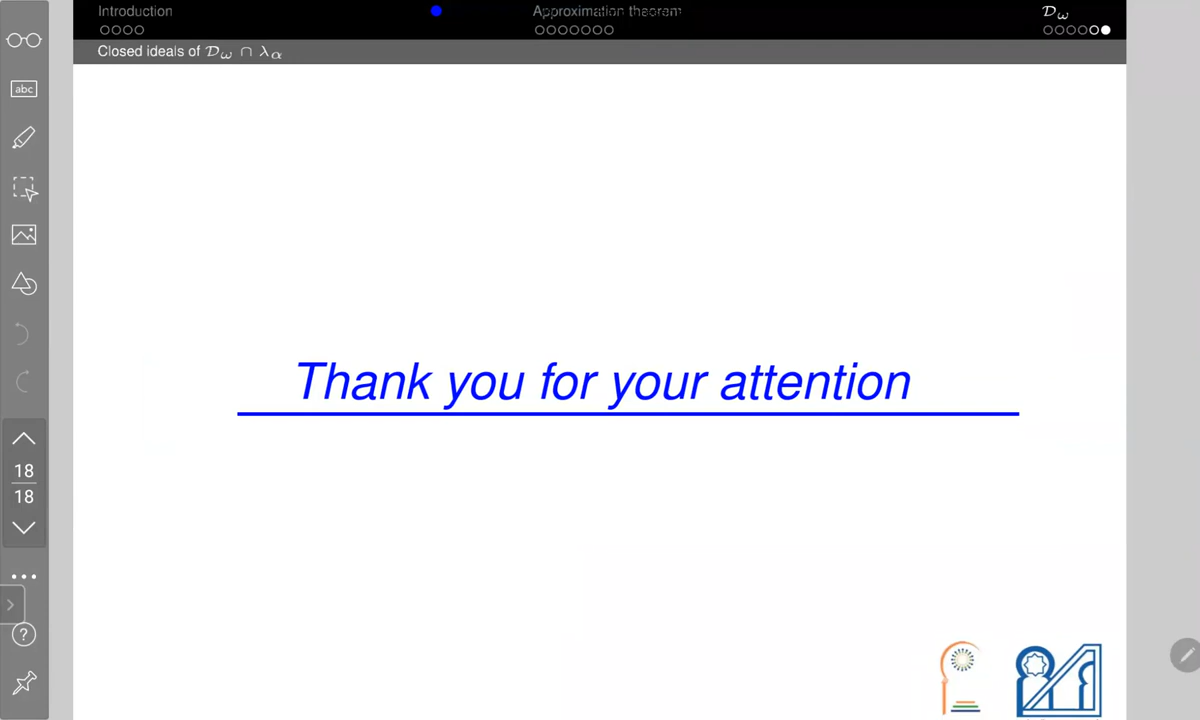 Introduction
Approximation theorem
𝒟ω
Closed ideals of 𝒟ω ∩ λα
abc
Thank you for your attention
18
18
?